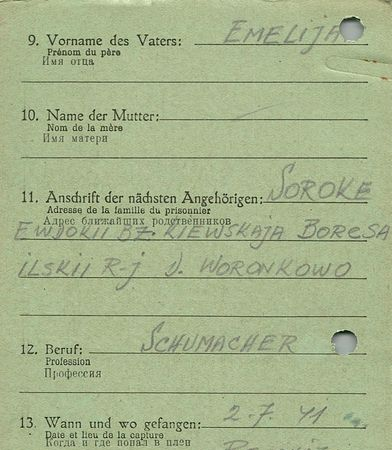 9. Vorname des Vaters: EMELIJA
Prénom du père
Имя отца
10. Name der Mutter:
Nom de la mère
Имя матери
11. Anschrift der nächsten Angehörigen: SOROKE
Adresse de la famille du prisonnier
Адрес ближайших родственников
EWDOKII BZ. KIEWSKAJA BORCSA
ILSKII R-j D. WORONKOWO
12. Beruf: SCHUMACHER
Profession
Профессия
13. Wann und wo gefangen: 2.7.41
Date et lieu de la capture
Когда и где попал в плен